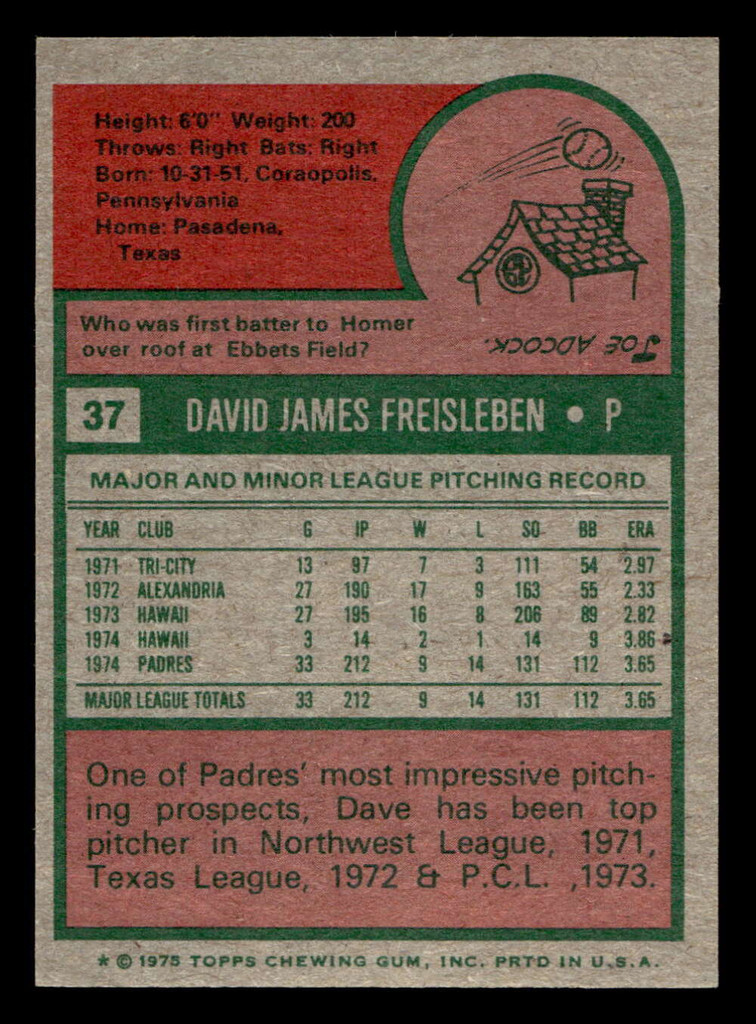 Height: 6'0" Weight: 200
Throws: Right Bats: Right
Born: 10-31-51, Coraopolis,
Pennsylvania
Home: Pasadena,
Texas
Who was first batter to Homer
over roof at Ebbets Field?
JOE ADCOCK.
37 DAVID JAMES FREISLEBEN • P
MAJOR AND MINOR LEAGUE PITCHING RECORD
YEAR CLUB G IP W L SO BB ERA
1971 TRI-CITY 13 97 7 3 111 54 2.97
1972 ALEXANDRIA 27 190 17 9 163 55 2.33
1973 HAWAII 27 195 16 8 206 89 2.82
1974 HAWAII 3 14 2 1 14 9 3.86
1974 PADRES 33 212 9 14 131 112 3.65
MAJOR LEAGUE TOTALS 33 212 9 14 131 112 3.65
One of Padres' most impressive pitch-
ing prospects, Dave has been top
pitcher in Northwest League, 1971,
Texas League, 1972 & P.C.L. ,1973.
* © 1975 TOPPS CHEWING GUM, INC. PRTD IN U.S.A.